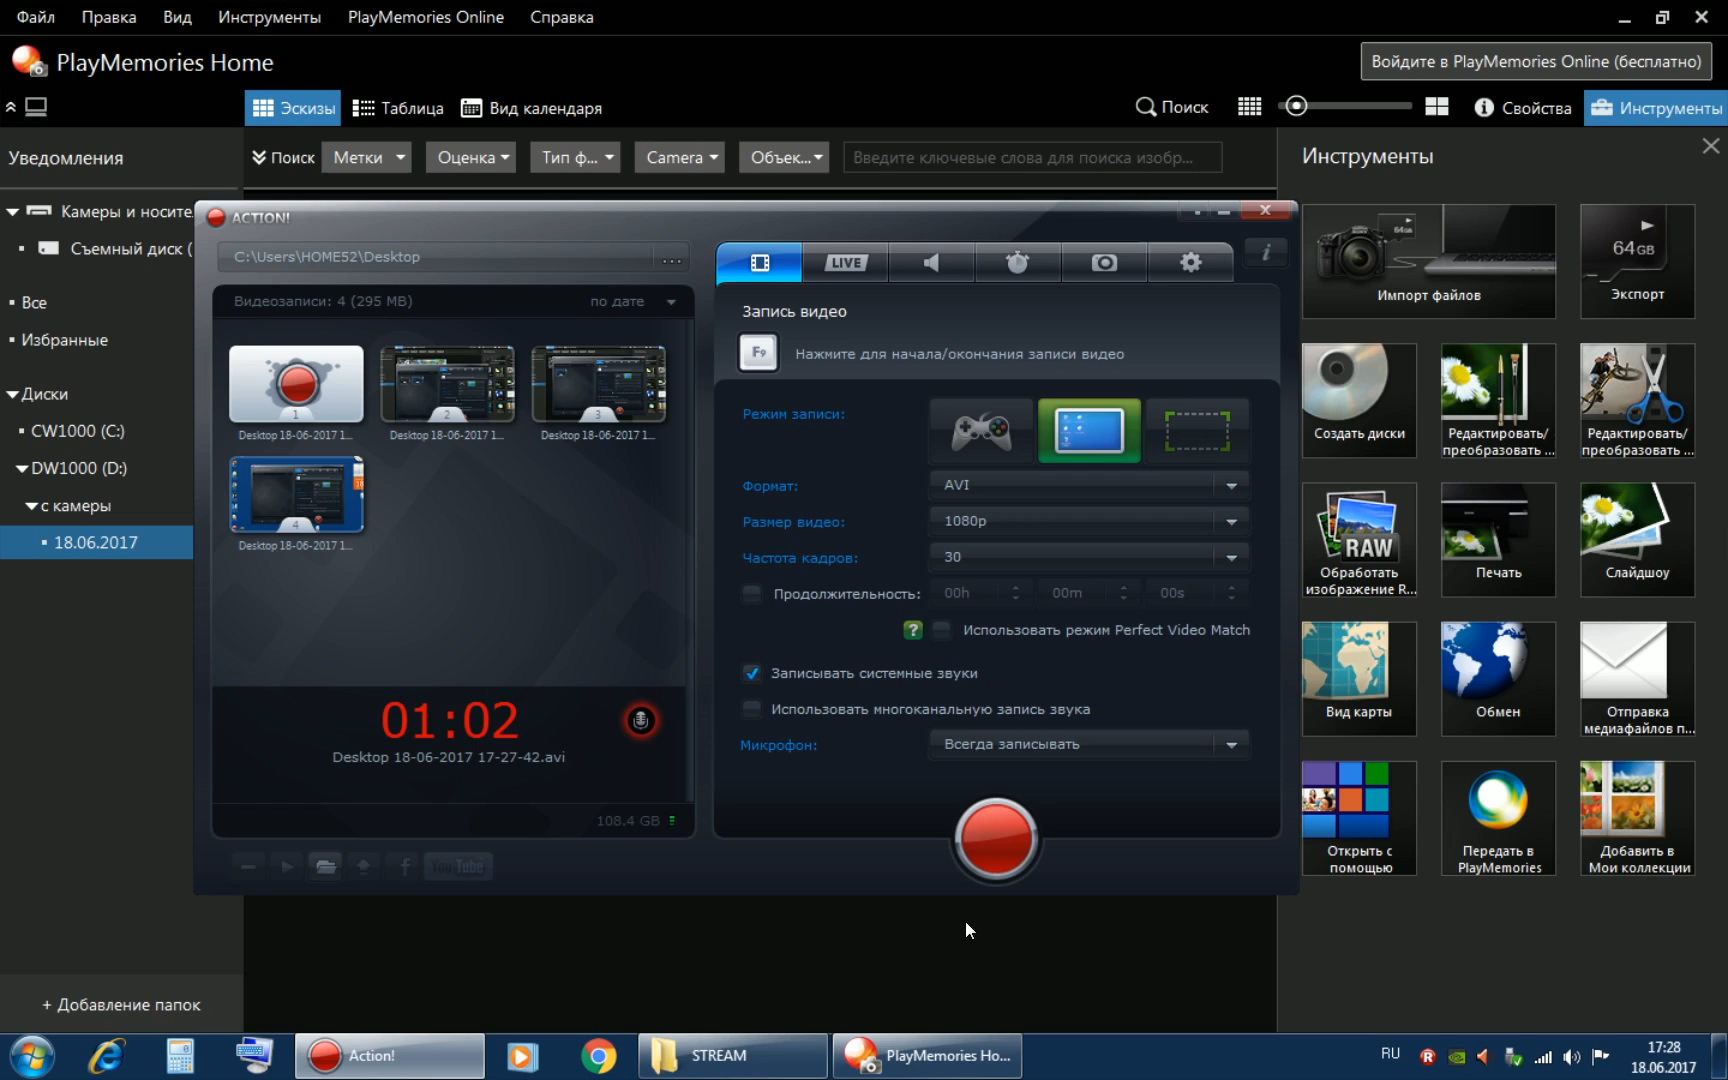 Файл Правка Вид Инструменты PlayMemories Online Справка
PlayMemories Home
Войдите в PlayMemories Online (бесплатно)
Эскизы Таблица Вид календаря Поиск Свойства Инструменты
Уведомления
Поиск Метки Оценка Тип ф... Camera Объек... Введите ключевые слова для поиска изобр...
Инструменты
Камеры и носите
Съемный диск (
Все
Избранные
Диски
CW1000 (C:)
DW1000 (D:)
с камеры
18.06.2017
+ Добавление папок
ACTION!
C:\Users\HOME52\Desktop ...
Видеозаписи: 4 (295 MB) по дате
1 2 3
Desktop 18-06-2017 1... Desktop 18-06-2017 1... Desktop 18-06-2017 1...
4
Desktop 18-06-2017 1...
01:02
Desktop 18-06-2017 17-27-42.avi
108.4 GB
YouTube
LIVE
Запись видео
F9 Нажмите для начала/окончания записи видео
Режим записи:
Формат: AVI
Размер видео: 1080p
Частота кадров: 30
Продолжительность: 00h 00m 00s
? Использовать режим Perfect Video Match
Записывать системные звуки
Использовать многоканальную запись звука
Микрофон: Всегда записывать
64GB
Импорт файлов
64GB
Экспорт
Создать диски
Редактировать/
преобразовать ...
Редактировать/
преобразовать ...
RAW
Обработать
изображение R...
Печать
Слайдшоу
Вид карты
Обмен
Отправка
медиафайлов п...
Открыть с
помощью
Передать в
PlayMemories
Добавить в
Мои коллекции
Action! STREAM PlayMemories Ho... RU 17:28
18.06.2017